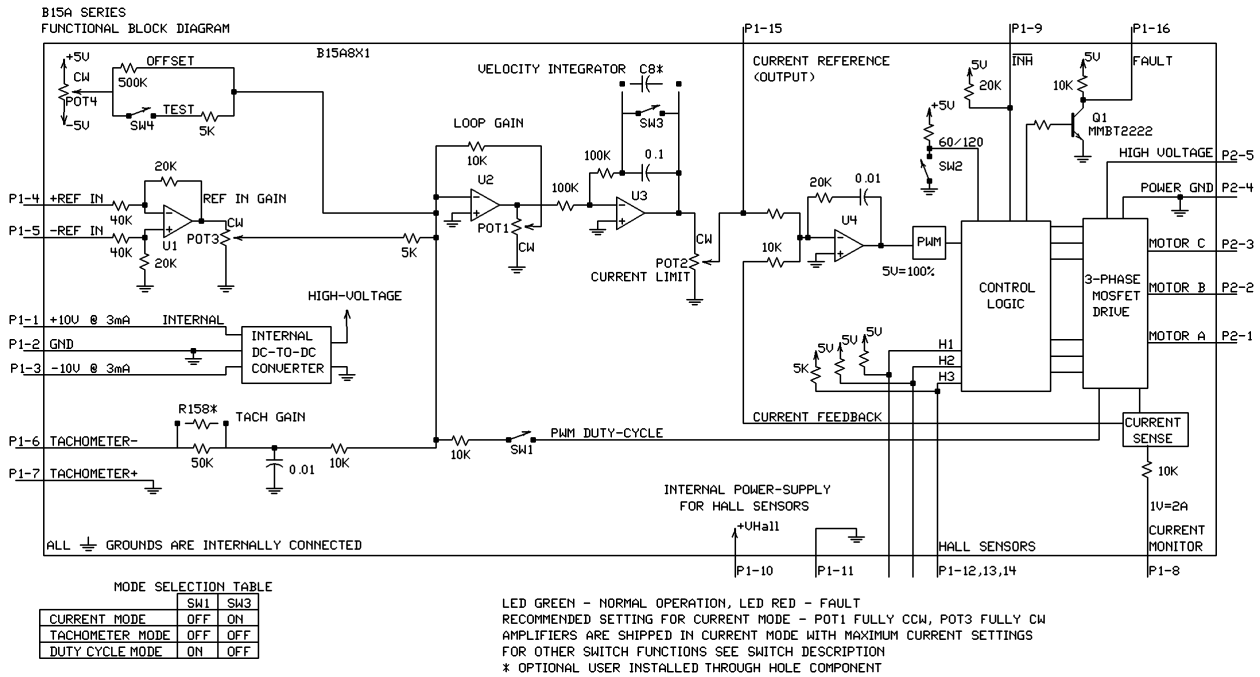 B15A SERIES
FUNCTIONAL BLOCK DIAGRAM
P1-15
P1-9
P1-16
B15A8X1
+5V
CW
POT4
-5V
OFFSET
500K
TEST
SW4
5K
VELOCITY INTEGRATOR
C8*
SW3
CURRENT REFERENCE
(OUTPUT)
INH
FAULT
5V
20K
5V
10K
Q1
MMBT2222
+5V
60/120
SW2
LOOP GAIN
10K
100K
0.1
HIGH VOLTAGE
P2-5
20K
P1-4
+REF IN
REF IN GAIN
40K
P1-5
-REF IN
40K
U1
CW
POT3
20K
5K
U2
POT1
CW
100K
U3
CW
POT2
CURRENT LIMIT
20K
0.01
U4
10K
PWM
5V=100%
POWER GND
P2-4
MOTOR C
P2-3
CONTROL
LOGIC
3-PHASE
MOSFET
DRIVE
MOTOR B
P2-2
MOTOR A
P2-1
HIGH-VOLTAGE
P1-1
+10V @ 3mA
INTERNAL
P1-2
GND
P1-3
-10V @ 3mA
INTERNAL
DC-TO-DC
CONVERTER
5V
5V
5V
5K
H1
H2
H3
R158*
TACH GAIN
P1-6
TACHOMETER-
50K
0.01
10K
P1-7
TACHOMETER+
10K
SW1
PWM DUTY-CYCLE
CURRENT FEEDBACK
CURRENT
SENSE
10K
1V=2A
CURRENT
MONITOR
INTERNAL POWER-SUPPLY
FOR HALL SENSORS
+VHall
ALL GROUNDS ARE INTERNALLY CONNECTED
HALL SENSORS
P1-10
P1-11
P1-12,13,14
P1-8
MODE SELECTION TABLE
SW1 SW3
CURRENT MODE OFF ON
TACHOMETER MODE OFF OFF
DUTY CYCLE MODE ON OFF
LED GREEN - NORMAL OPERATION, LED RED - FAULT
RECOMMENDED SETTING FOR CURRENT MODE - POT1 FULLY CCW, POT3 FULLY CW
AMPLIFIERS ARE SHIPPED IN CURRENT MODE WITH MAXIMUM CURRENT SETTINGS
FOR OTHER SWITCH FUNCTIONS SEE SWITCH DESCRIPTION
* OPTIONAL USER INSTALLED THROUGH HOLE COMPONENT